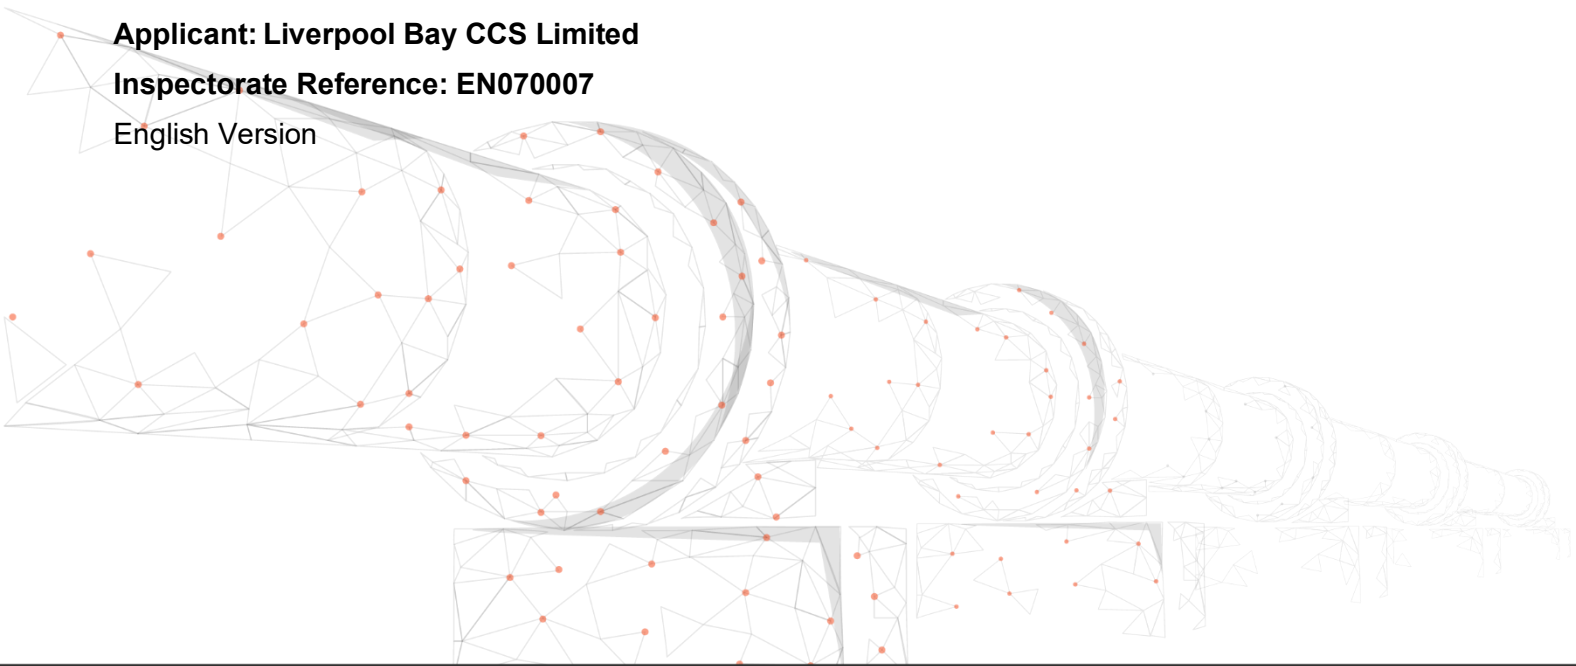 Applicant: Liverpool Bay CCS Limited
Inspectorate Reference: EN070007
English Version